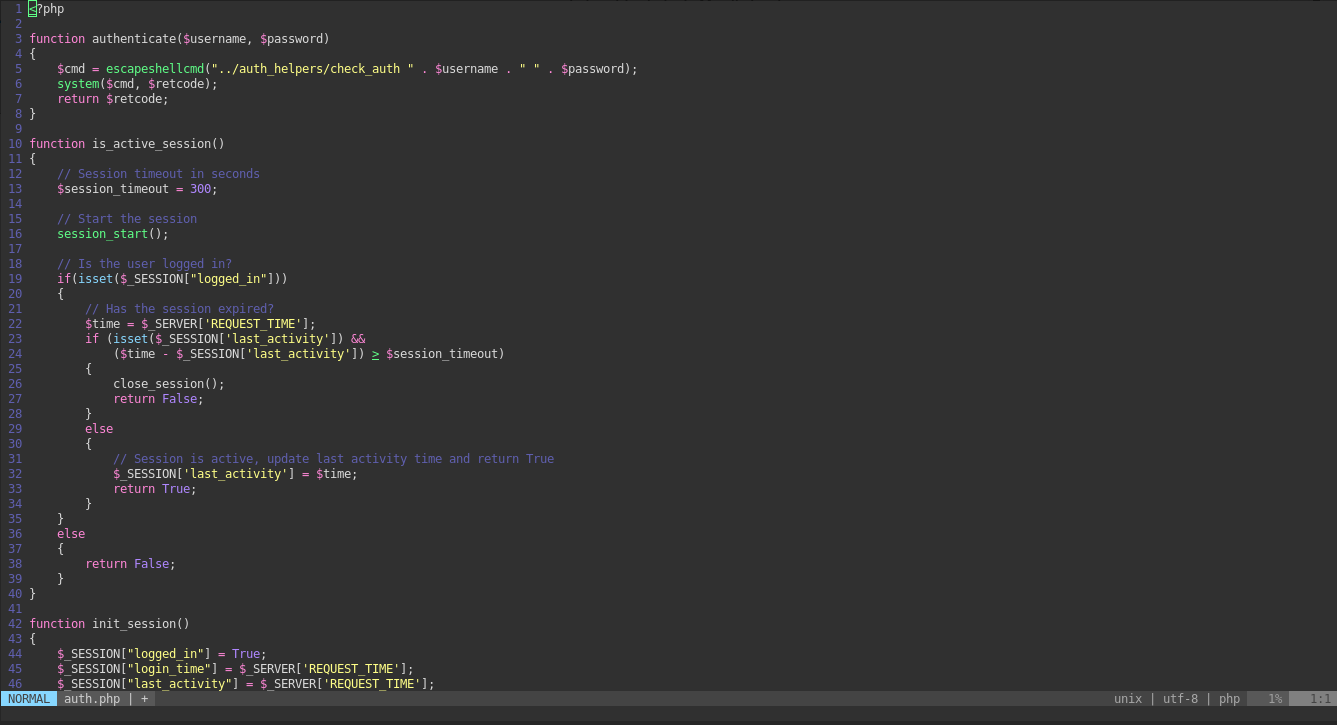 1 <?php
2
3 function authenticate($username, $password)
4 {
5     $cmd = escapeshellcmd("../auth_helpers/check_auth " . $username . " " . $password);
6     system($cmd, $retcode);
7     return $retcode;
8 }
9
10 function is_active_session()
11 {
12     // Session timeout in seconds
13     $session_timeout = 300;
14
15     // Start the session
16     session_start();
17
18     // Is the user logged in?
19     if(isset($_SESSION["logged_in"]))
20     {
21         // Has the session expired?
22         $time = $_SERVER['REQUEST_TIME'];
23         if (isset($_SESSION['last_activity']) &&
24             ($time - $_SESSION['last_activity']) > $session_timeout)
25         {
26             close_session();
27             return False;
28         }
29         else
30         {
31             // Session is active, update last activity time and return True
32             $_SESSION['last_activity'] = $time;
33             return True;
34         }
35     }
36     else
37     {
38         return False;
39     }
40 }
41
42 function init_session()
43 {
44     $_SESSION["logged_in"] = True;
45     $_SESSION["login_time"] = $_SERVER['REQUEST_TIME'];
46     $_SESSION["last_activity"] = $_SERVER['REQUEST_TIME'];
NORMAL auth.php | + unix | utf-8 | php 1% 1:1